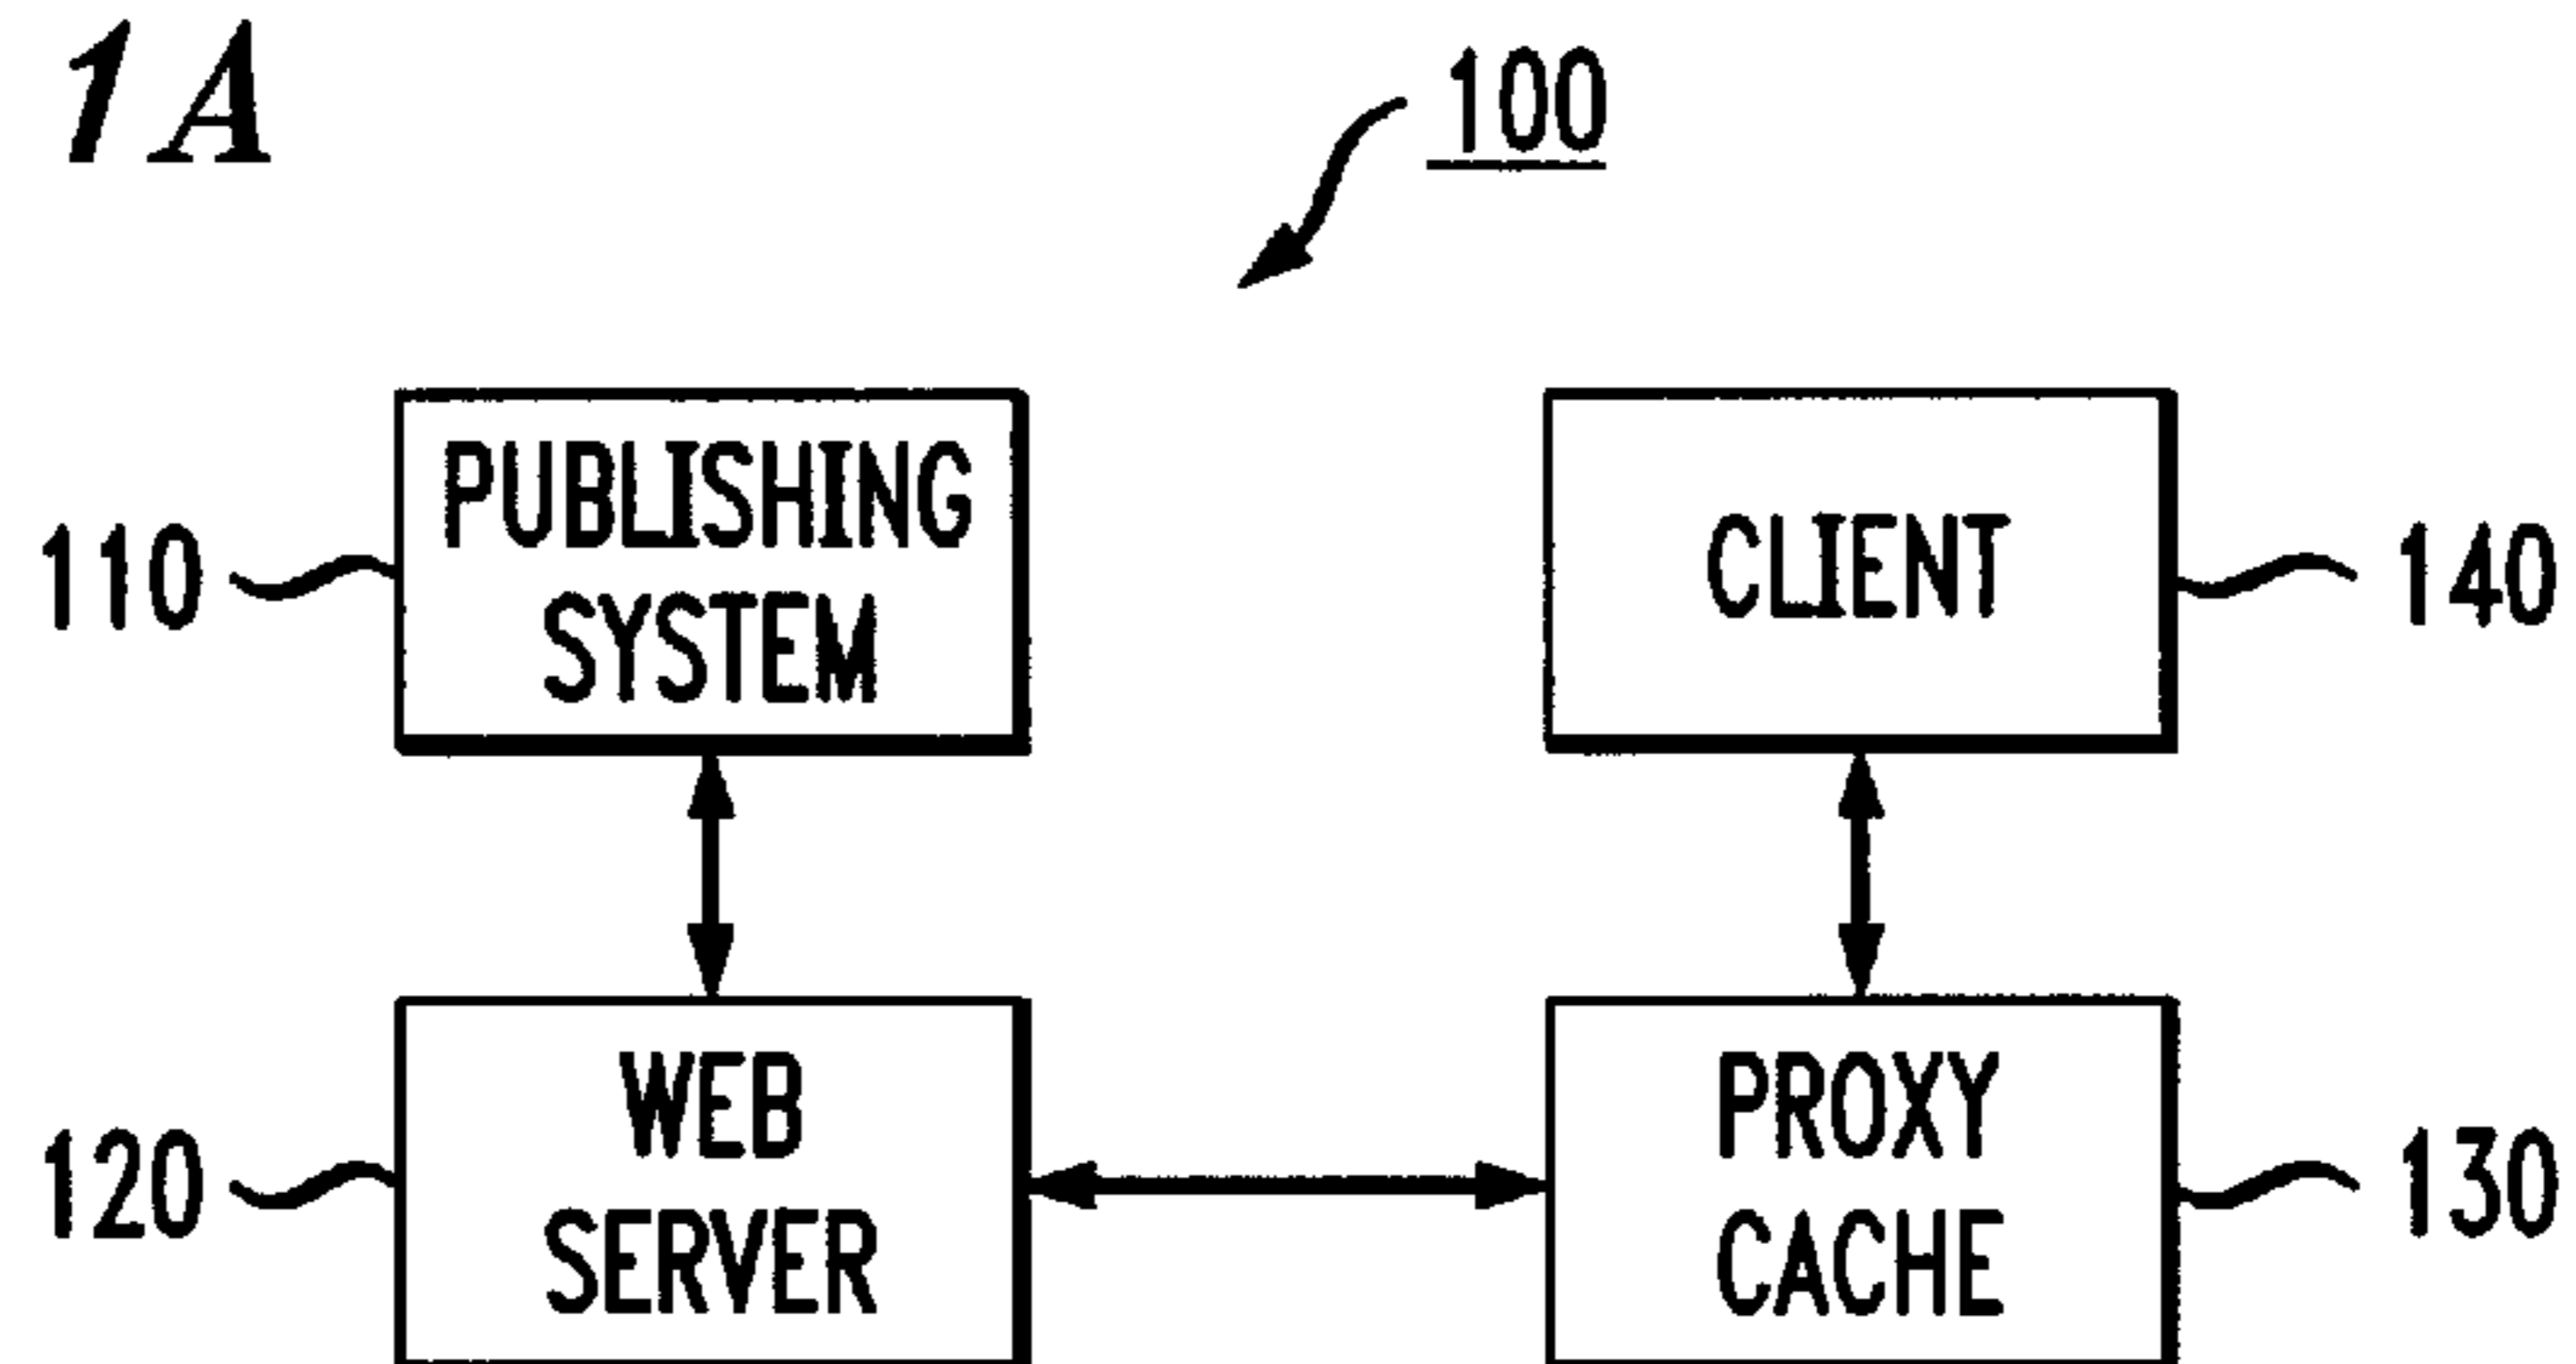 1A
100
PUBLISHING
SYSTEM
110
CLIENT
140
WEB
SERVER
120
PROXY
CACHE
130